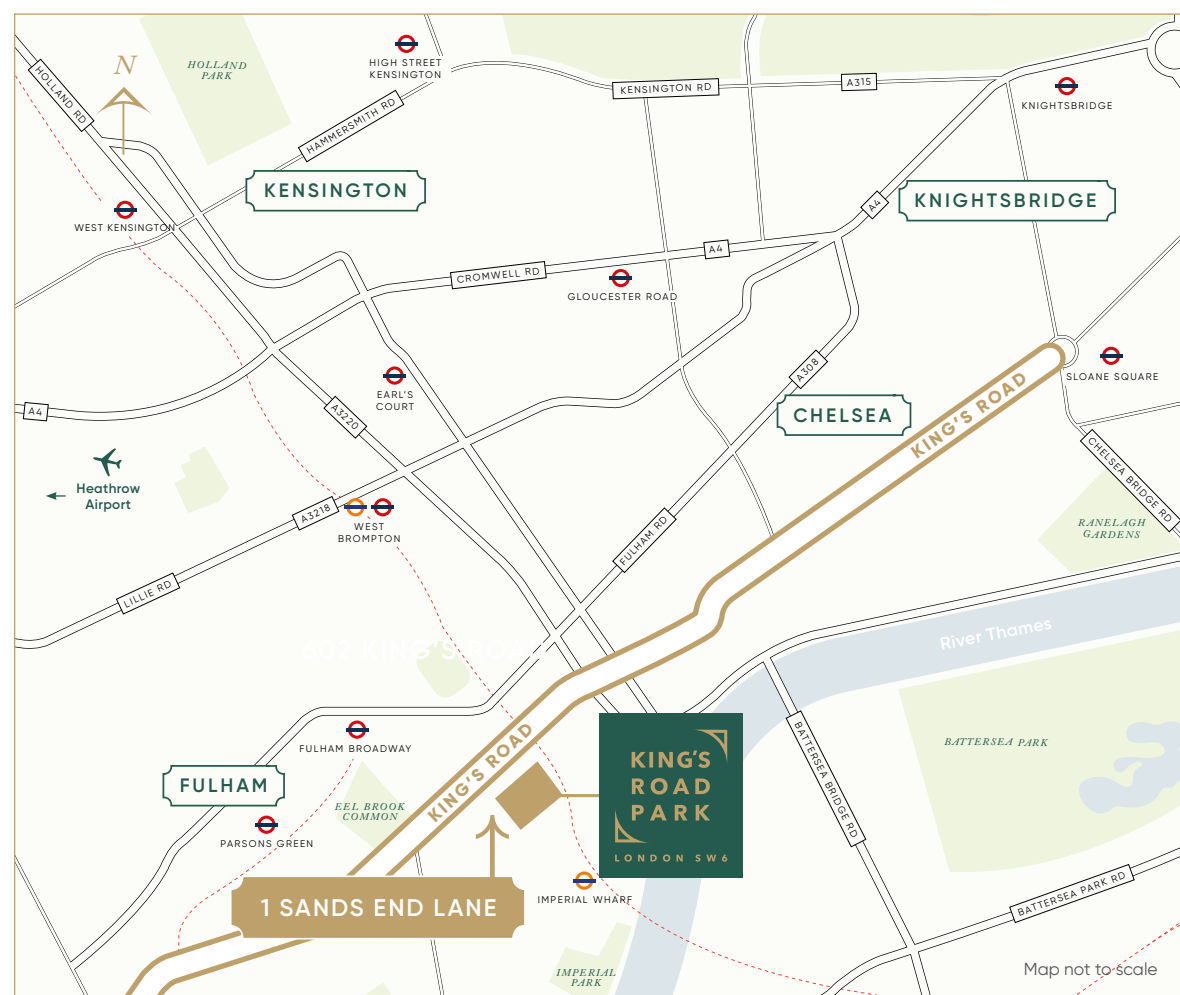 HOLLAND RD
N
HOLLAND
PARK
HIGH STREET
KENSINGTON
HAMMERSMITH RD
KENSINGTON RD
A315
KNIGHTSBRIDGE
KENSINGTON
KNIGHTSBRIDGE
WEST KENSINGTON
A4
A4
CROMWELL RD
GLOUCESTER ROAD
A308
SLOANE SQUARE
EARL'S
COURT
A4
A3220
CHELSEA
KING'S ROAD
CHELSEA BRIDGE RD
Heathrow
Airport
A3218
WEST
BROMPTON
FULHAM RD
RANELAGH
GARDENS
LILLIE RD
602 KING'S ROAD
River Thames
FULHAM BROADWAY
KING'S ROAD
BATTERSEA BRIDGE RD
BATTERSEA PARK
FULHAM
EEL BROOK
COMMON
KING'S
ROAD
PARK
LONDON SW6
PARSONS GREEN
IMPERIAL WHARF
1 SANDS END LANE
BATTERSEA PARK RD
IMPERIAL
PARK
Map not to scale